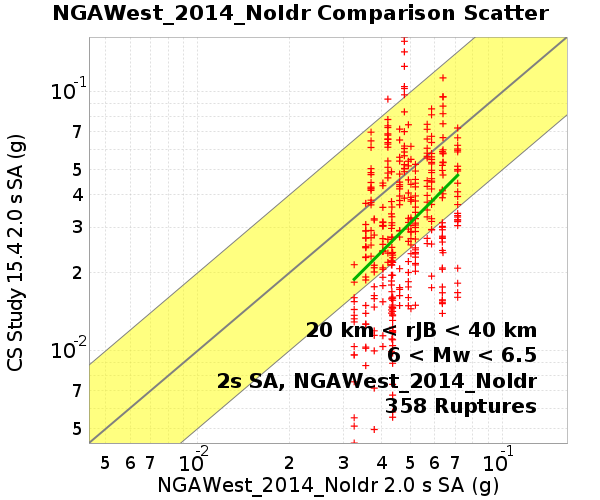 NGAWest_2014_NoIdr Comparison Scatter
CS Study 15.4 2.0 s SA (g)
10-1
7
5
4
3
2
10-2
7
5
20 km < rJB < 40 km
6 < Mw < 6.5
2s SA, NGAWest_2014_NoIdr
358 Ruptures
5 6 7 10-2 2 3 4 5 6 7 10-1
NGAWest_2014_NoIdr 2.0 s SA (g)